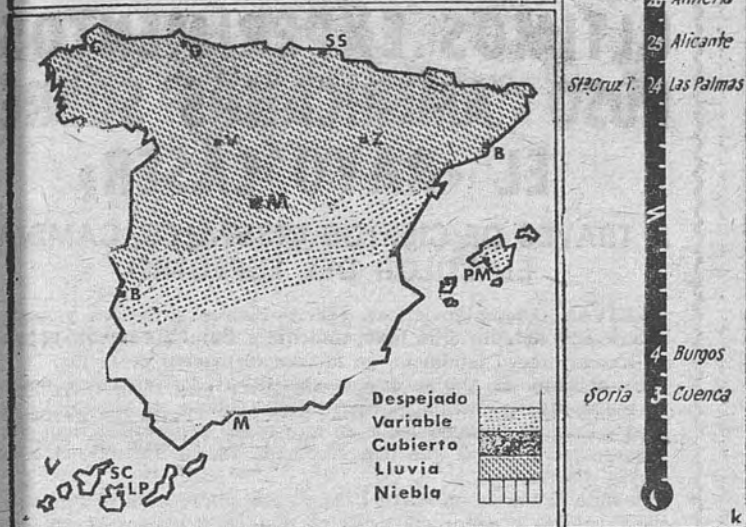 Almería
25 Alicante
Sta Cruz T. 24 Las Palmas
4 Burgos
Soria 3 Cuenca
C
O
SS
V
Z
B
M
B
PM
M
SC
LP
Despejado
Variable
Cubierto
Lluvia
Niebla
k